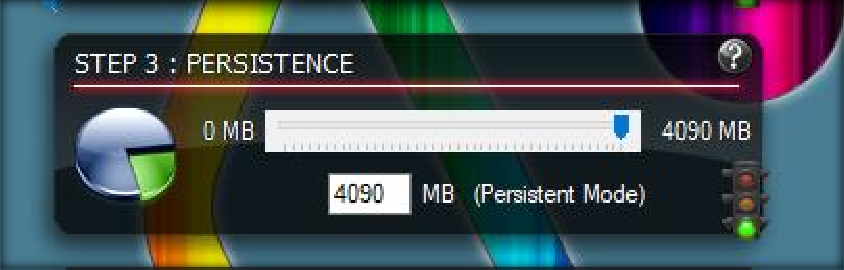 STEP 3 : PERSISTENCE
?
0 MB 4090 MB
4090 MB (Persistent Mode)